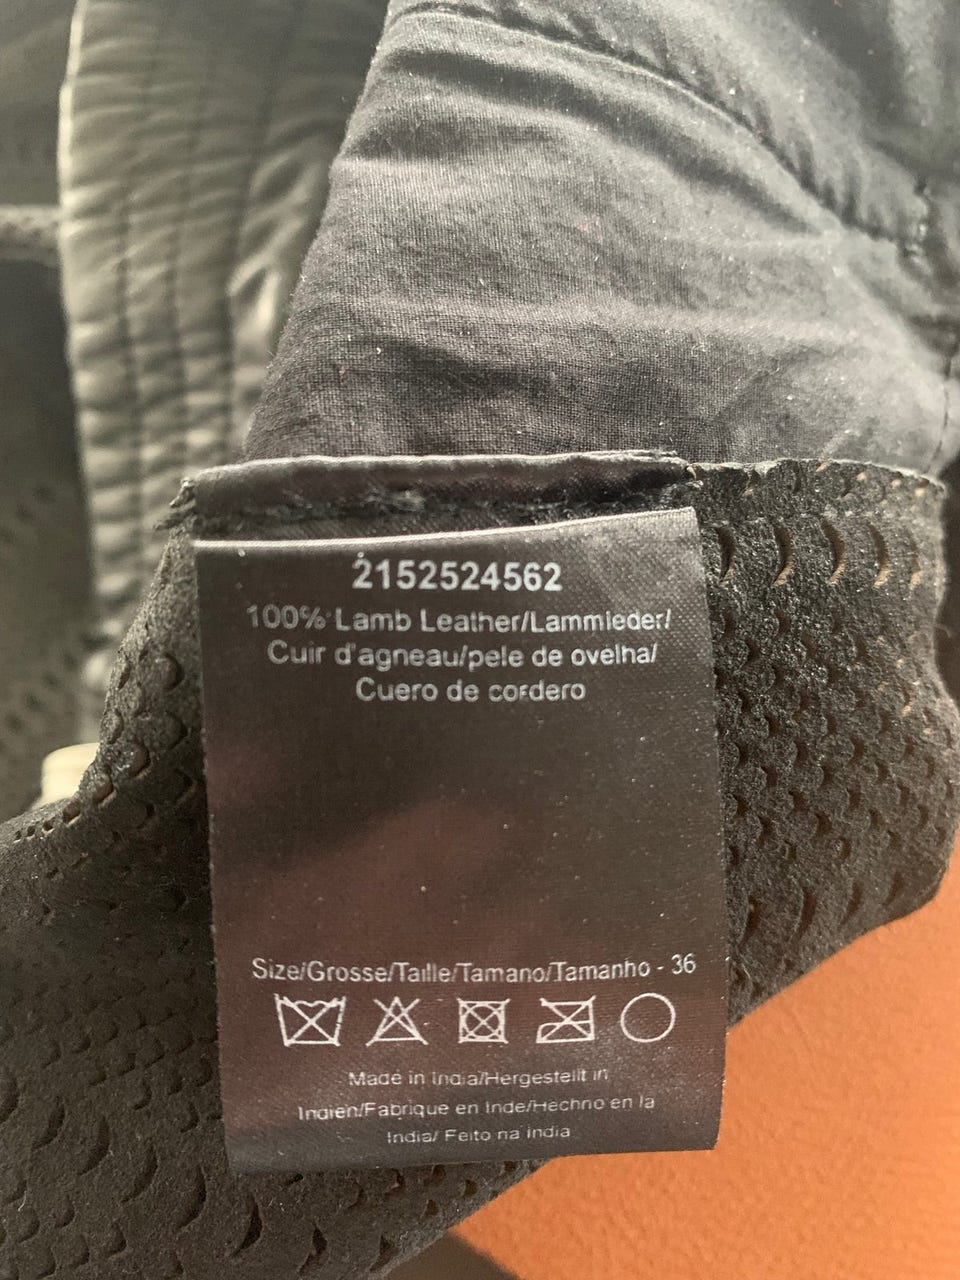 2152524562
100% Lamb Leather/Lammleder/
Cuir d'agneau/pele de ovelha/
Cuero de cordero
Size/Grosse/Taille/Tamano/Tamanho - 36
Made in India/Hergestellt in
Indien/Fabrique en Inde/Hechno en la
India/ Feito na India